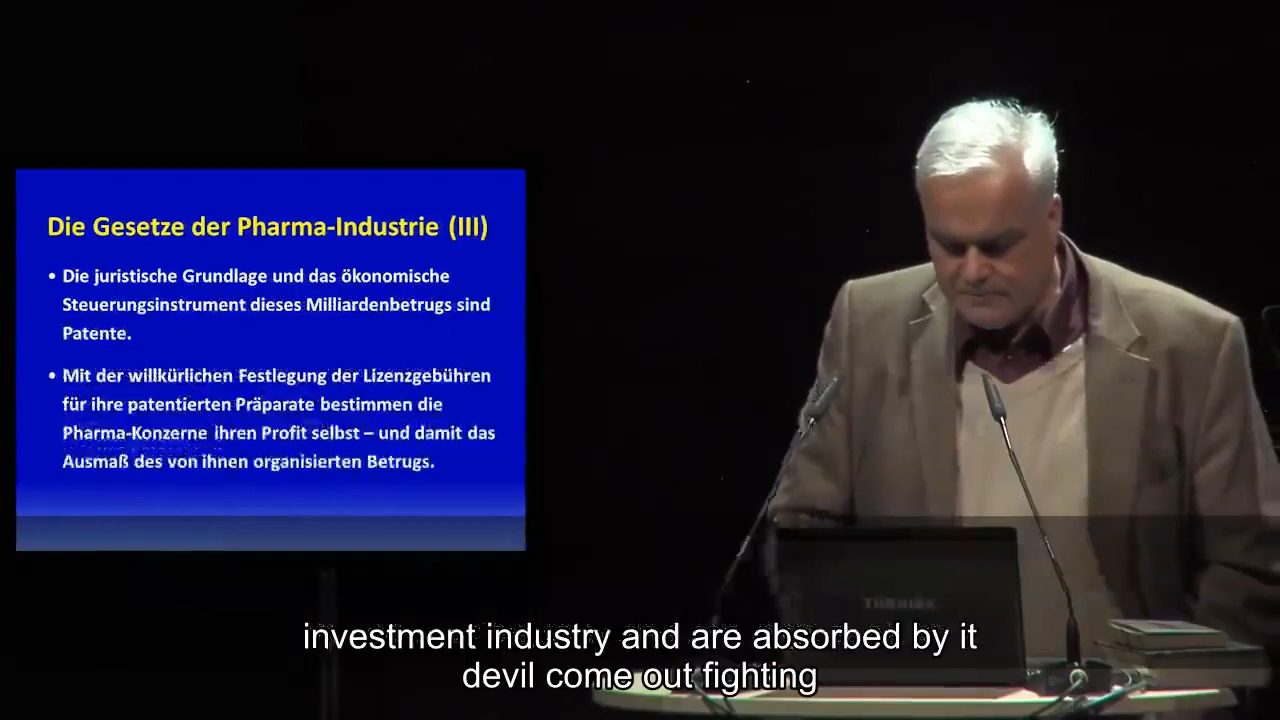 Die Gesetze der Pharma-Industrie (III)
• Die juristische Grundlage und das ökonomische
Steuerungsinstrument dieses Milliardenbetrugs sind
Patente.
• Mit der willkürlichen Festlegung der Lizenzgebühren
für ihre patentierten Präparate bestimmen die
Pharma-Konzerne ihren Profit selbst – und damit das
Ausmaß des von ihnen organisierten Betrugs.
TOSHIBA
investment industry and are absorbed by it
devil come out fighting